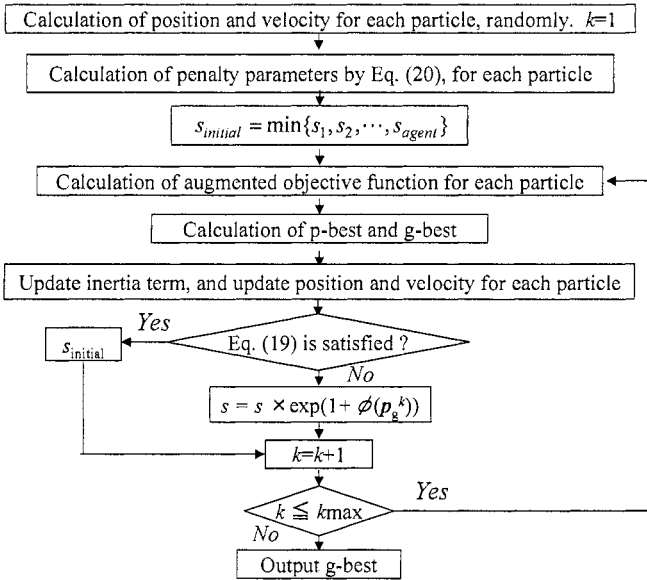 Calculation of position and velocity for each particle, randomly. k=1
Calculation of penalty parameters by Eq. (20), for each particle
s_initial = min{s_1, s_2, ⋯, s_agent}
Calculation of augmented objective function for each particle
Calculation of p-best and g-best
Update inertia term, and update position and velocity for each particle
Yes
Eq. (19) is satisfied ?
s_initial
No
s = s × exp(1+ ϕ(p_g^k))
k=k+1
Yes
k ≦ kmax
No
Output g-best